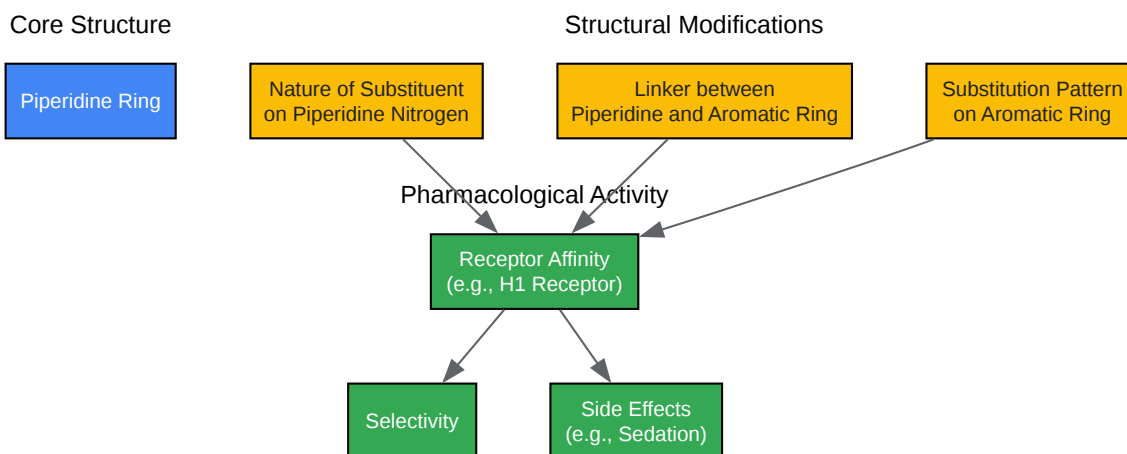 Core Structure
Structural Modifications
Piperidine Ring
Nature of Substituent
on Piperidine Nitrogen
Linker between
Piperidine and Aromatic Ring
Substitution Pattern
on Aromatic Ring
Pharmacological Activity
Receptor Affinity
(e.g., H1 Receptor)
Selectivity
Side Effects
(e.g., Sedation)